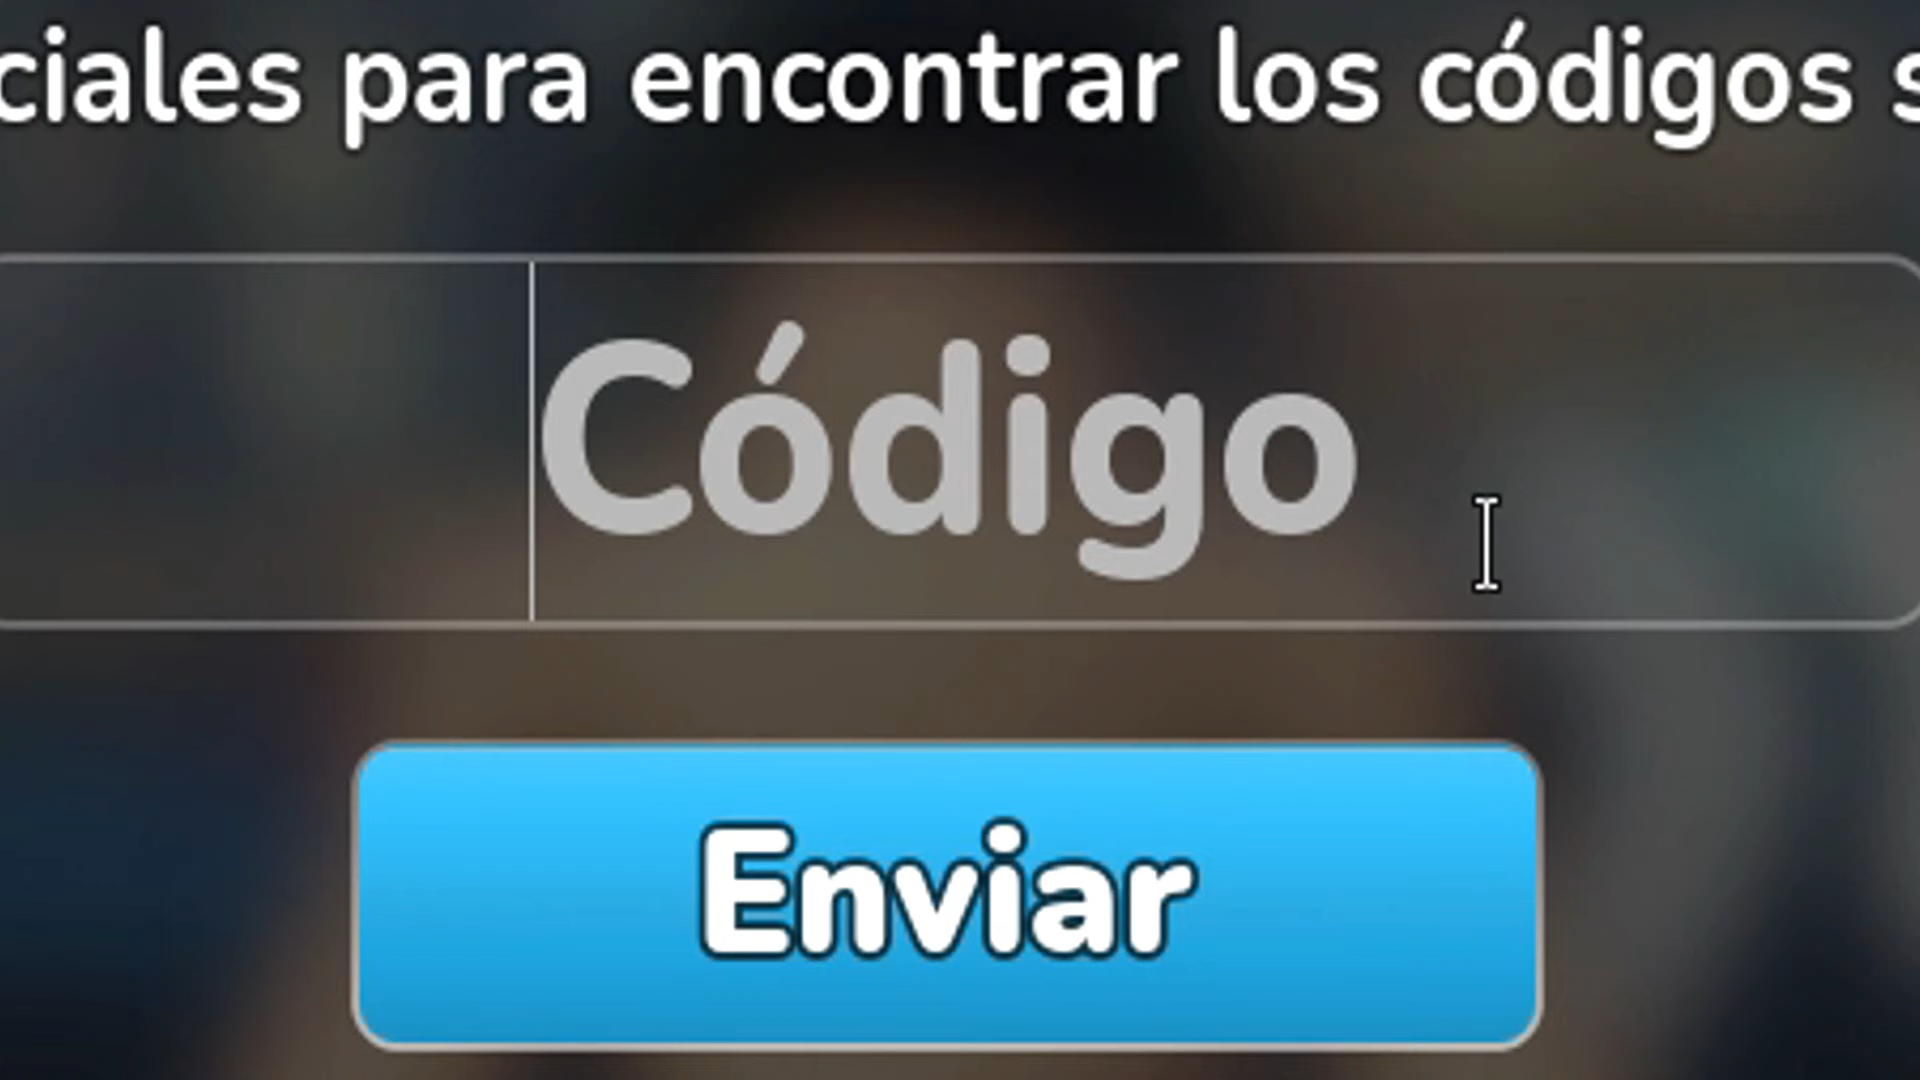 ciales para encontrar los códigos
Código
Enviar